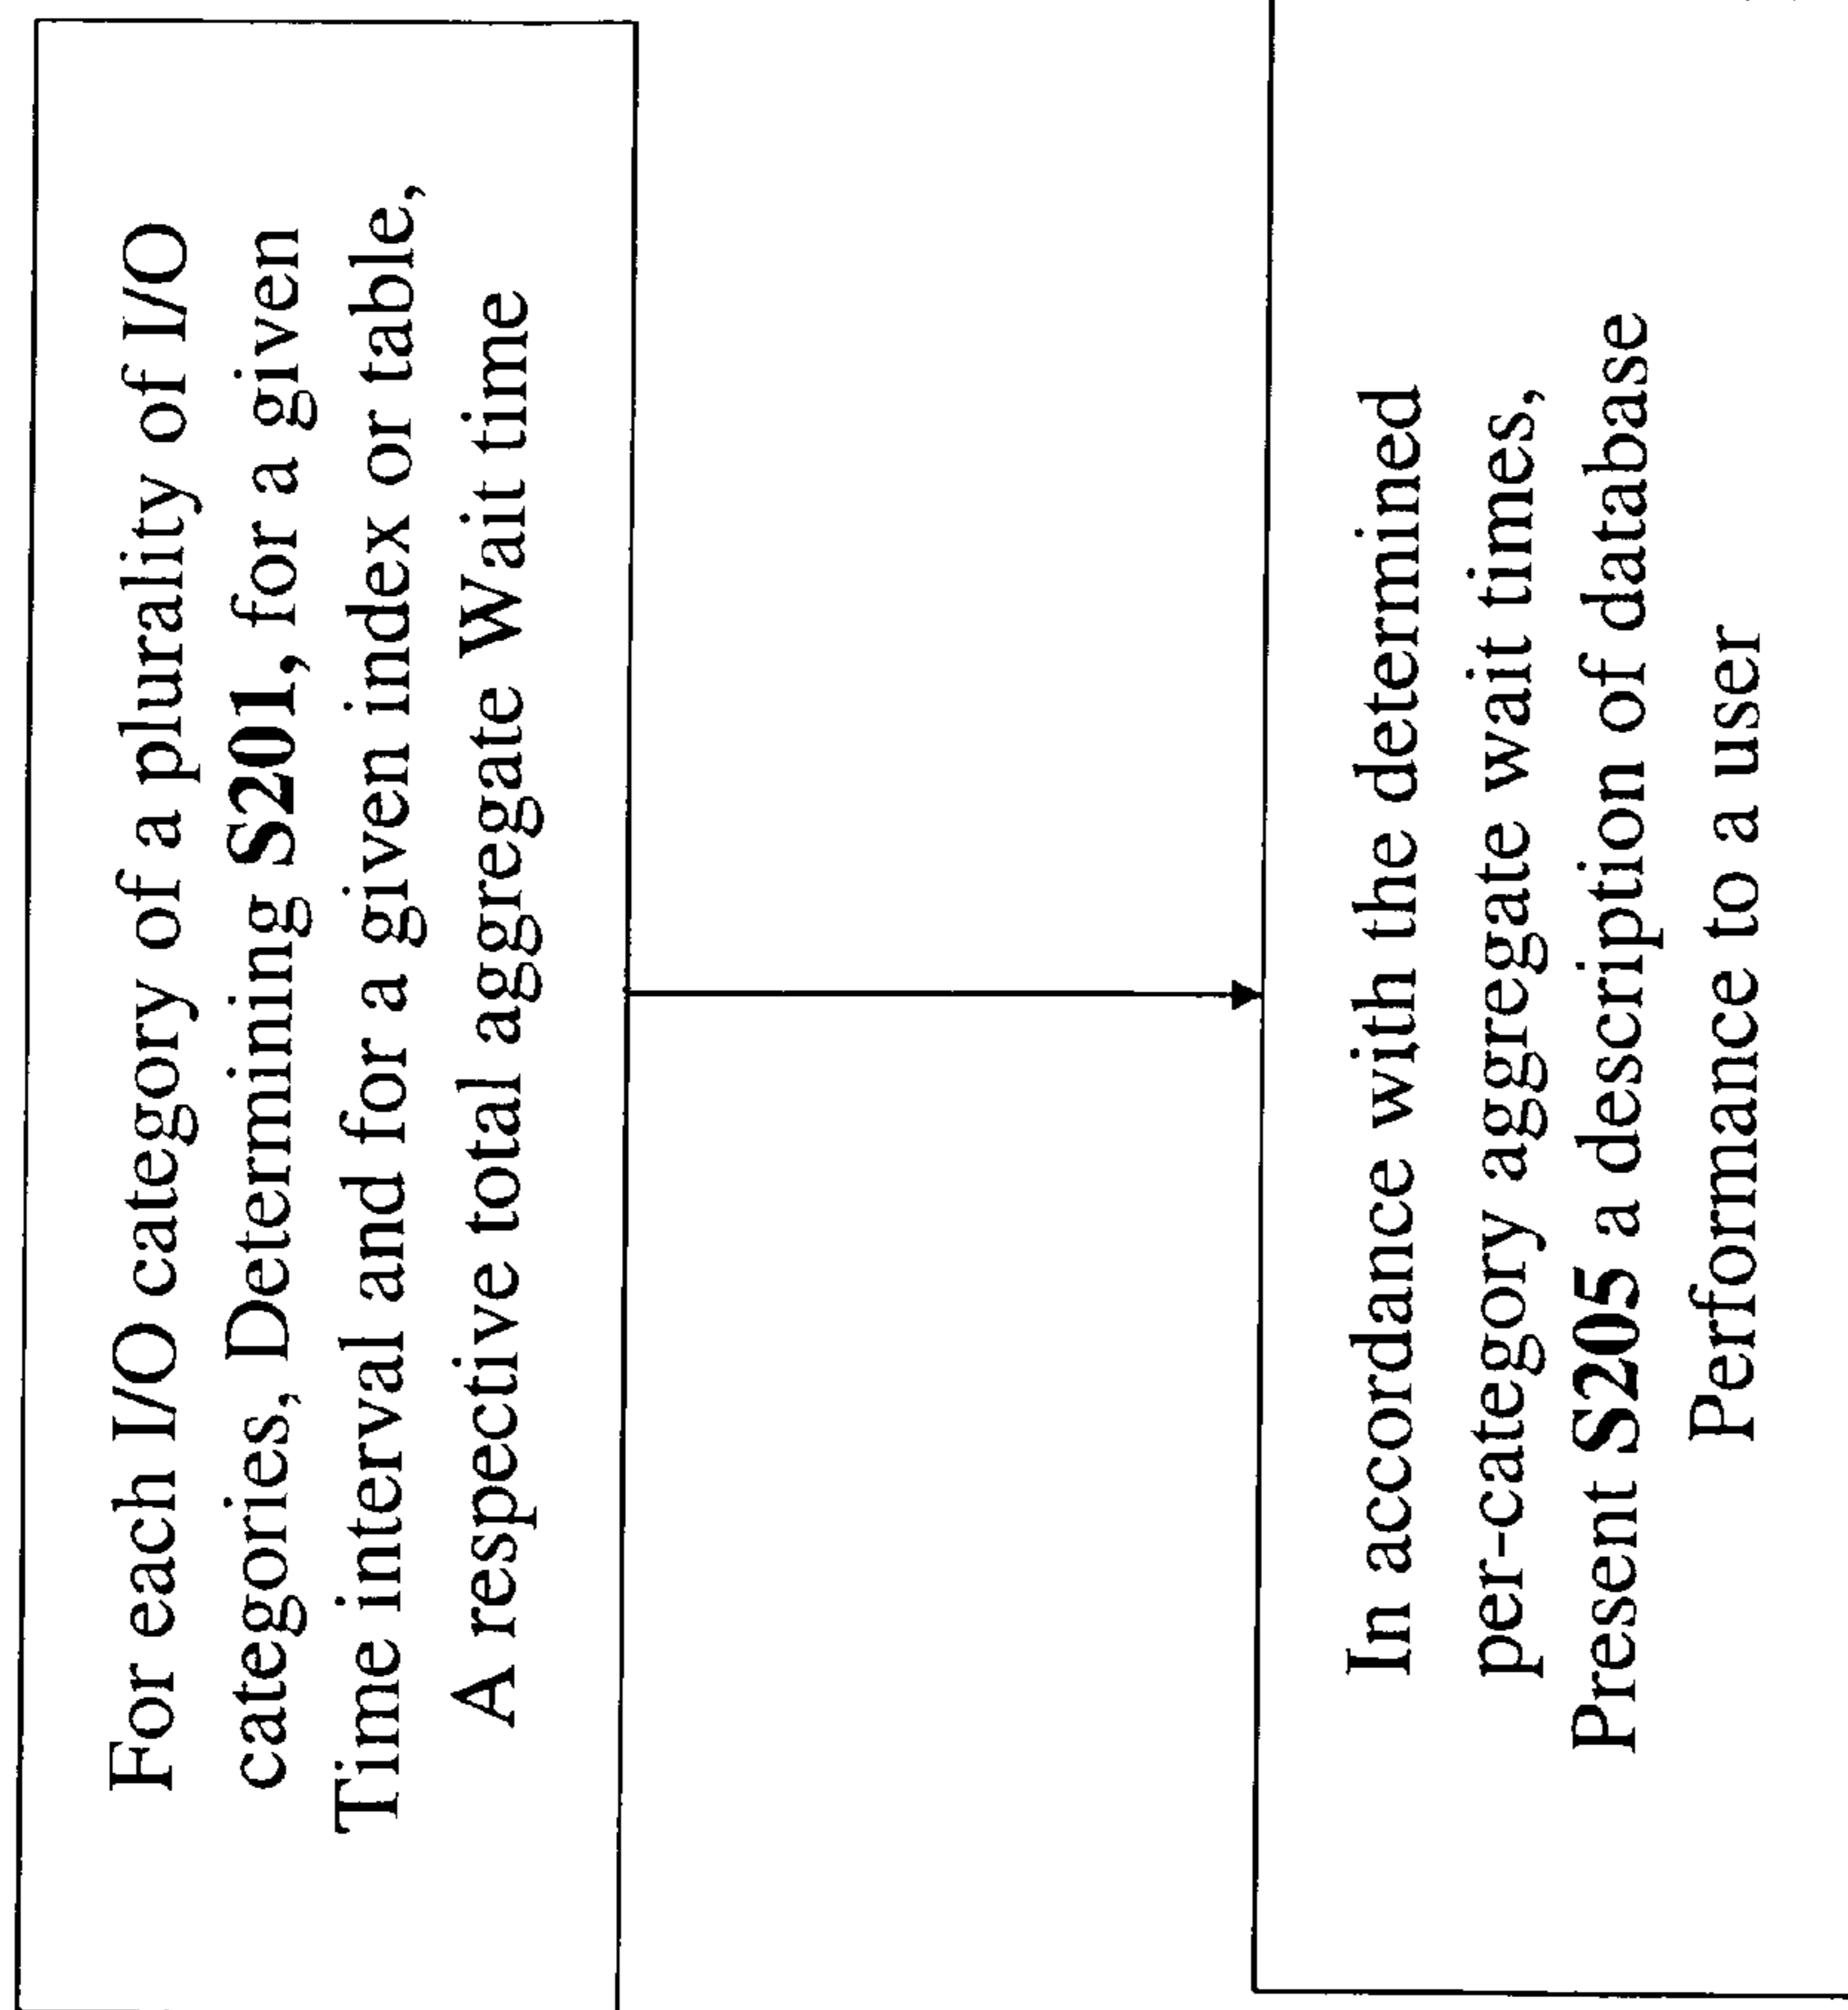 For each I/O category of a plurality of I/O
categories, Determining S201, for a given
Time interval and for a given index or table,
A respective total aggregate Wait time
In accordance with the determined
per-category aggregate wait times,
Present S205 a description of database
Performance to a user